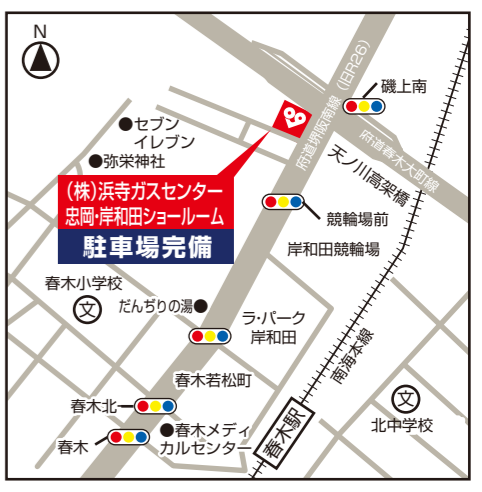 N
府道堺阪南線(旧R26)
磯上南
●セブン
イレブン
●弥栄神社
府道春木大町線
天ノ川高架橋
(株)浜寺ガスセンター
忠岡・岸和田ショールーム
駐車場完備
競輪場前
岸和田競輪場
春木小学校
文
だんぢりの湯●
ラ・パーク
岸和田
南海本線
春木若松町
春木北
文
北中学校
春木駅
春木
●春木メディ
カルセンター